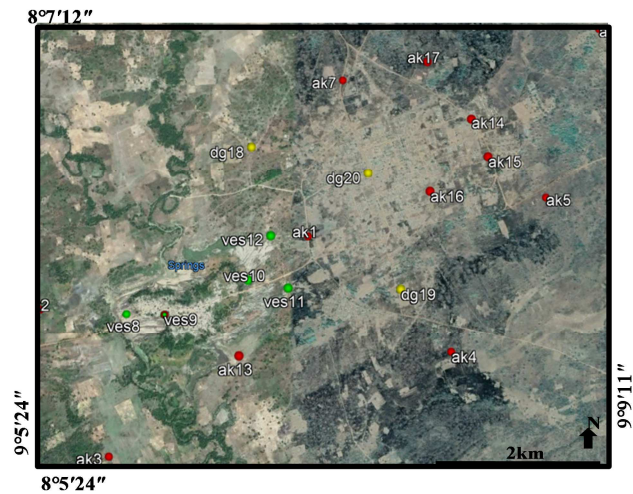 8°7'12"
a
ak17
ak7
ak14
dg18
ak15
dg20
ak16
ak5
ves12
ak1
Springs
ves10
ves11
dg19
2
ves8
ves9
ak4
ak13
9°5'24"
9°9'11"
N
2km
ak3
8°5'24"